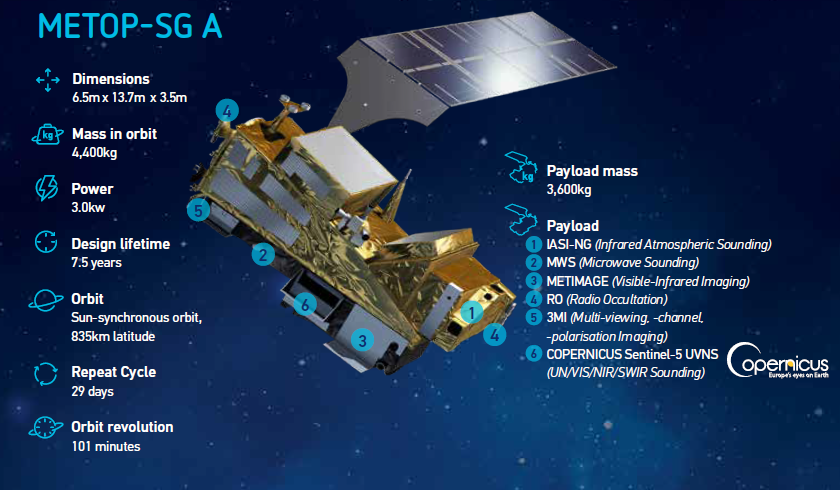 METOP-SG A
Dimensions
6.5m x 13.7m x 3.5m
kg
Mass in orbit
4,400kg
Power
3.0kw
Design lifetime
7.5 years
Orbit
Sun-synchronous orbit,
835km latitude
Repeat Cycle
29 days
Orbit revolution
101 minutes
4
5
2
6
3
1
4
kg
Payload mass
3,600kg
Payload
1 IASI-NG (Infrared Atmospheric Sounding)
2 MWS (Microwave Sounding)
3 METIMAGE (Visible-Infrared Imaging)
4 RO (Radio Occultation)
5 3MI (Multi-viewing, -channel,
-polarisation Imaging)
6 COPERNICUS Sentinel-5 UVNS
(UN/VIS/NIR/SWIR Sounding)
Copernicus
Europe's eyes on Earth